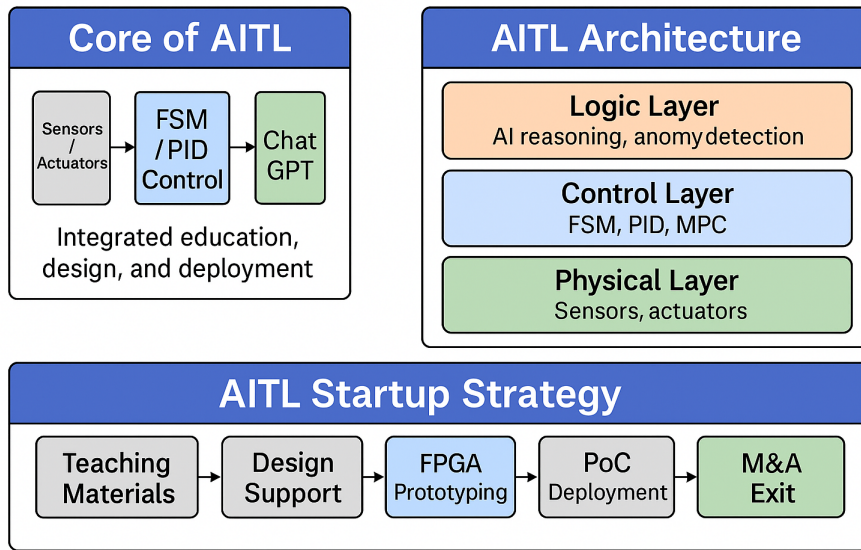 Core of AITL
Sensors
/
Actuators
FSM
/PID
Control
Chat
GPT
Integrated education,
design, and deployment
AITL Architecture
Logic Layer
AI reasoning, anomydetection
Control Layer
FSM, PID, MPC
Physical Layer
Sensors, actuators
AITL Startup Strategy
Teaching
Materials
Design
Support
FPGA
Prototyping
PoC
Deployment
M&A
Exit